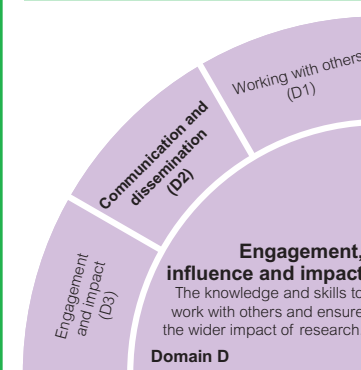 Working with others
(D1)
Communication and
dissemination
(D2)
Engagement
and impact
(D3)
Engagement,
influence and impact
The knowledge and skills to
work with others and ensure
the wider impact of research
Domain D